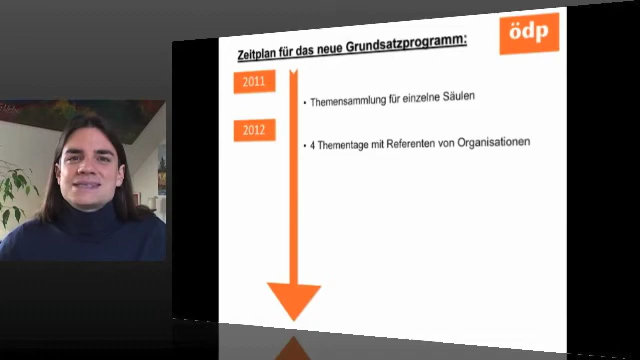 Zeitplan für das neue Grundsatzprogramm:
ödp
2011
• Themensammlung für einzelne Säulen
2012
• 4 Thementage mit Referenten von Organisationen